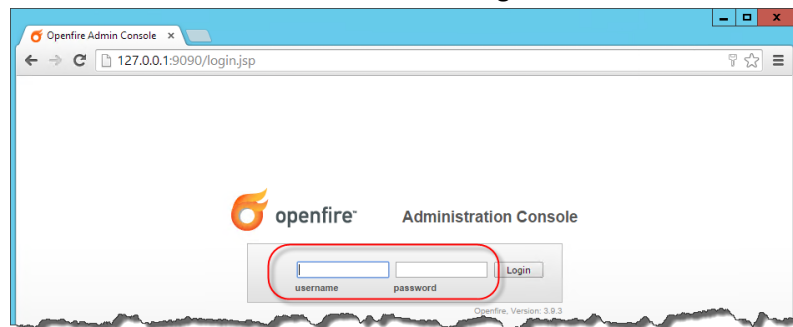 Openfire Admin Console
127.0.0.1:9090/login.jsp
openfire™ Administration Console
Login
username password
Openfire, Version: 3.9.3